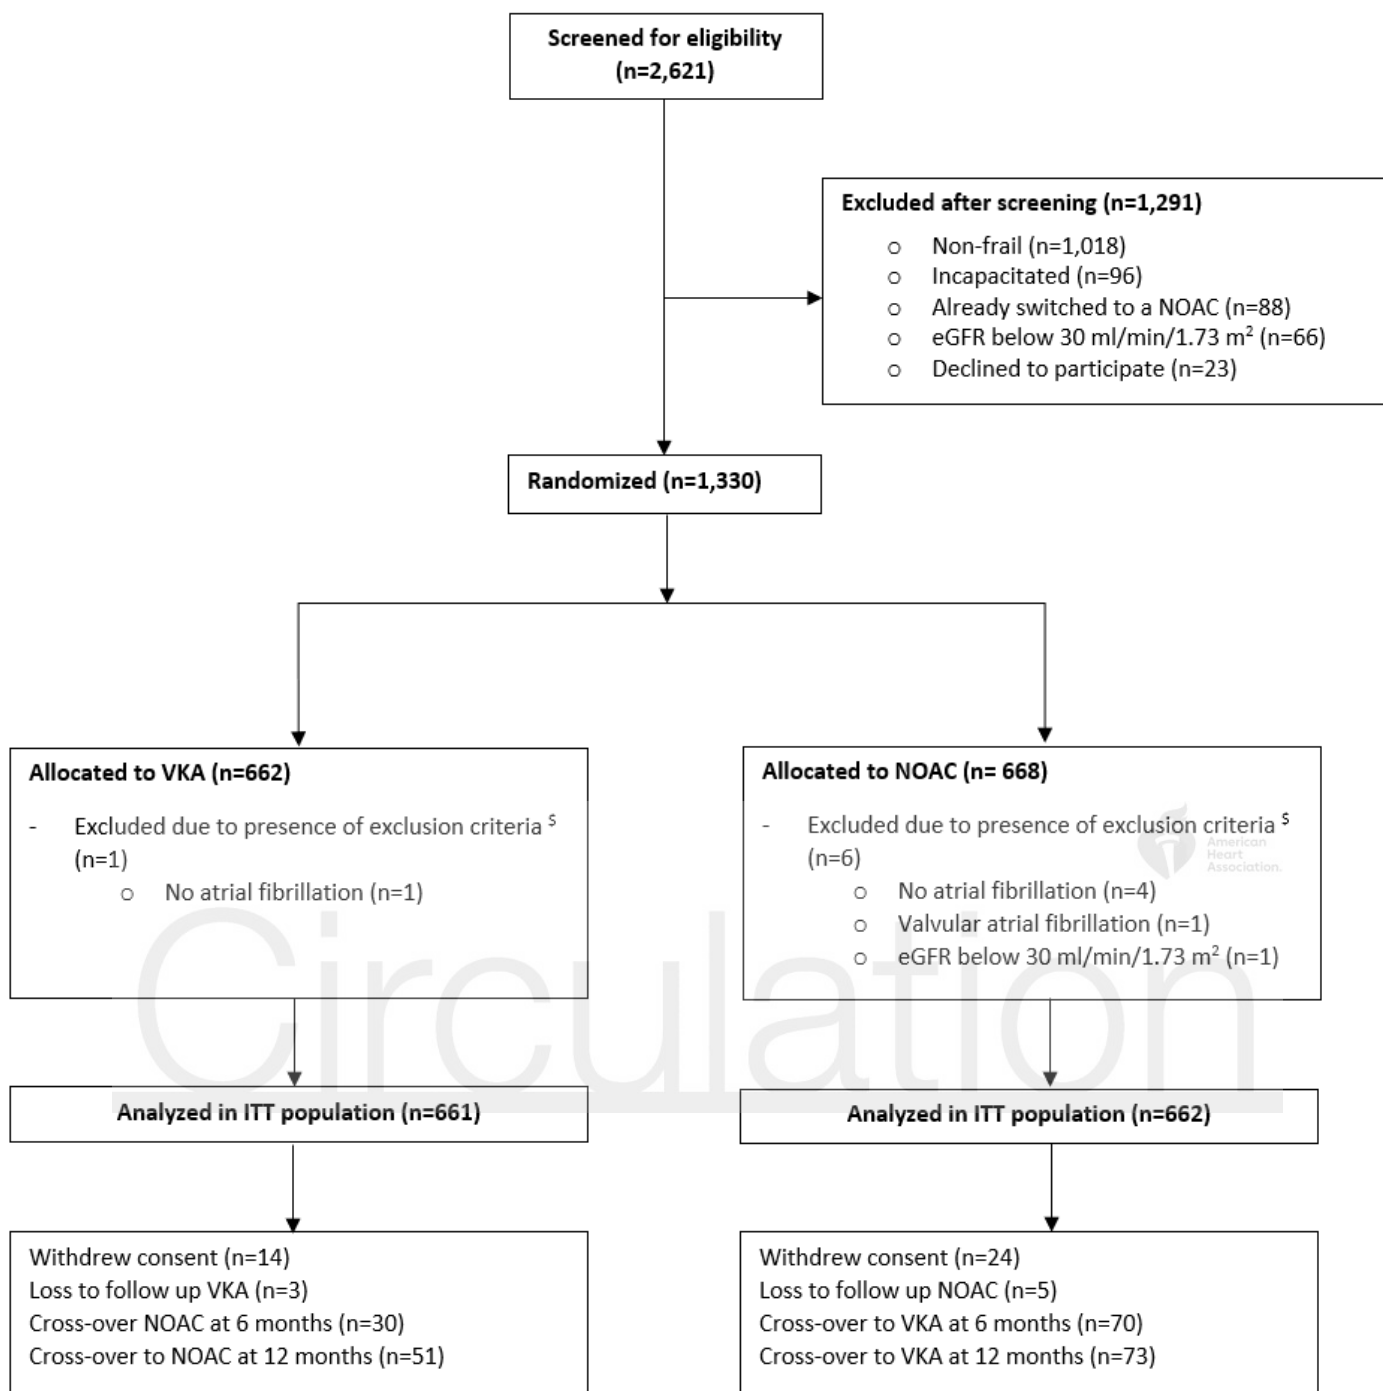 Screened for eligibility
(n=2,621)
Excluded after screening (n=1,291)
o Non-frail (n=1,018)
o Incapacitated (n=96)
o Already switched to a NOAC (n=88)
o eGFR below 30 ml/min/1.73 m² (n=66)
o Declined to participate (n=23)
Randomized (n=1,330)
Allocated to VKA (n=662)
- Excluded due to presence of exclusion criteria $
(n=1)
o No atrial fibrillation (n=1)
Allocated to NOAC (n= 668)
- Excluded due to presence of exclusion criteria $
(n=6)
o No atrial fibrillation (n=4)
o Valvular atrial fibrillation (n=1)
o eGFR below 30 ml/min/1.73 m² (n=1)
American
Heart
Association.
Circulation
Analyzed in ITT population (n=661)
Analyzed in ITT population (n=662)
Withdrew consent (n=14)
Loss to follow up VKA (n=3)
Cross-over NOAC at 6 months (n=30)
Cross-over to NOAC at 12 months (n=51)
Withdrew consent (n=24)
Loss to follow up NOAC (n=5)
Cross-over to VKA at 6 months (n=70)
Cross-over to VKA at 12 months (n=73)